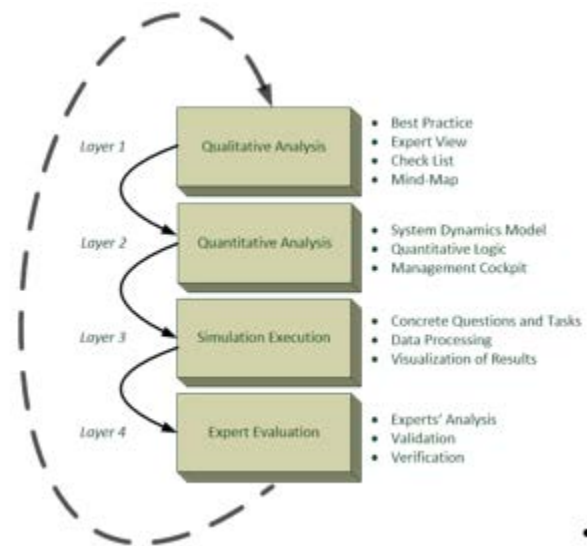 Layer 1
Qualitative Analysis
• Best Practice
• Expert View
• Check List
• Mind-Map
Layer 2
Quantitative Analysis
• System Dynamics Model
• Quantitative Logic
• Management Cockpit
Layer 3
Simulation Execution
• Concrete Questions and Tasks
• Data Processing
• Visualization of Results
Layer 4
Expert Evaluation
• Experts' Analysis
• Validation
• Verification